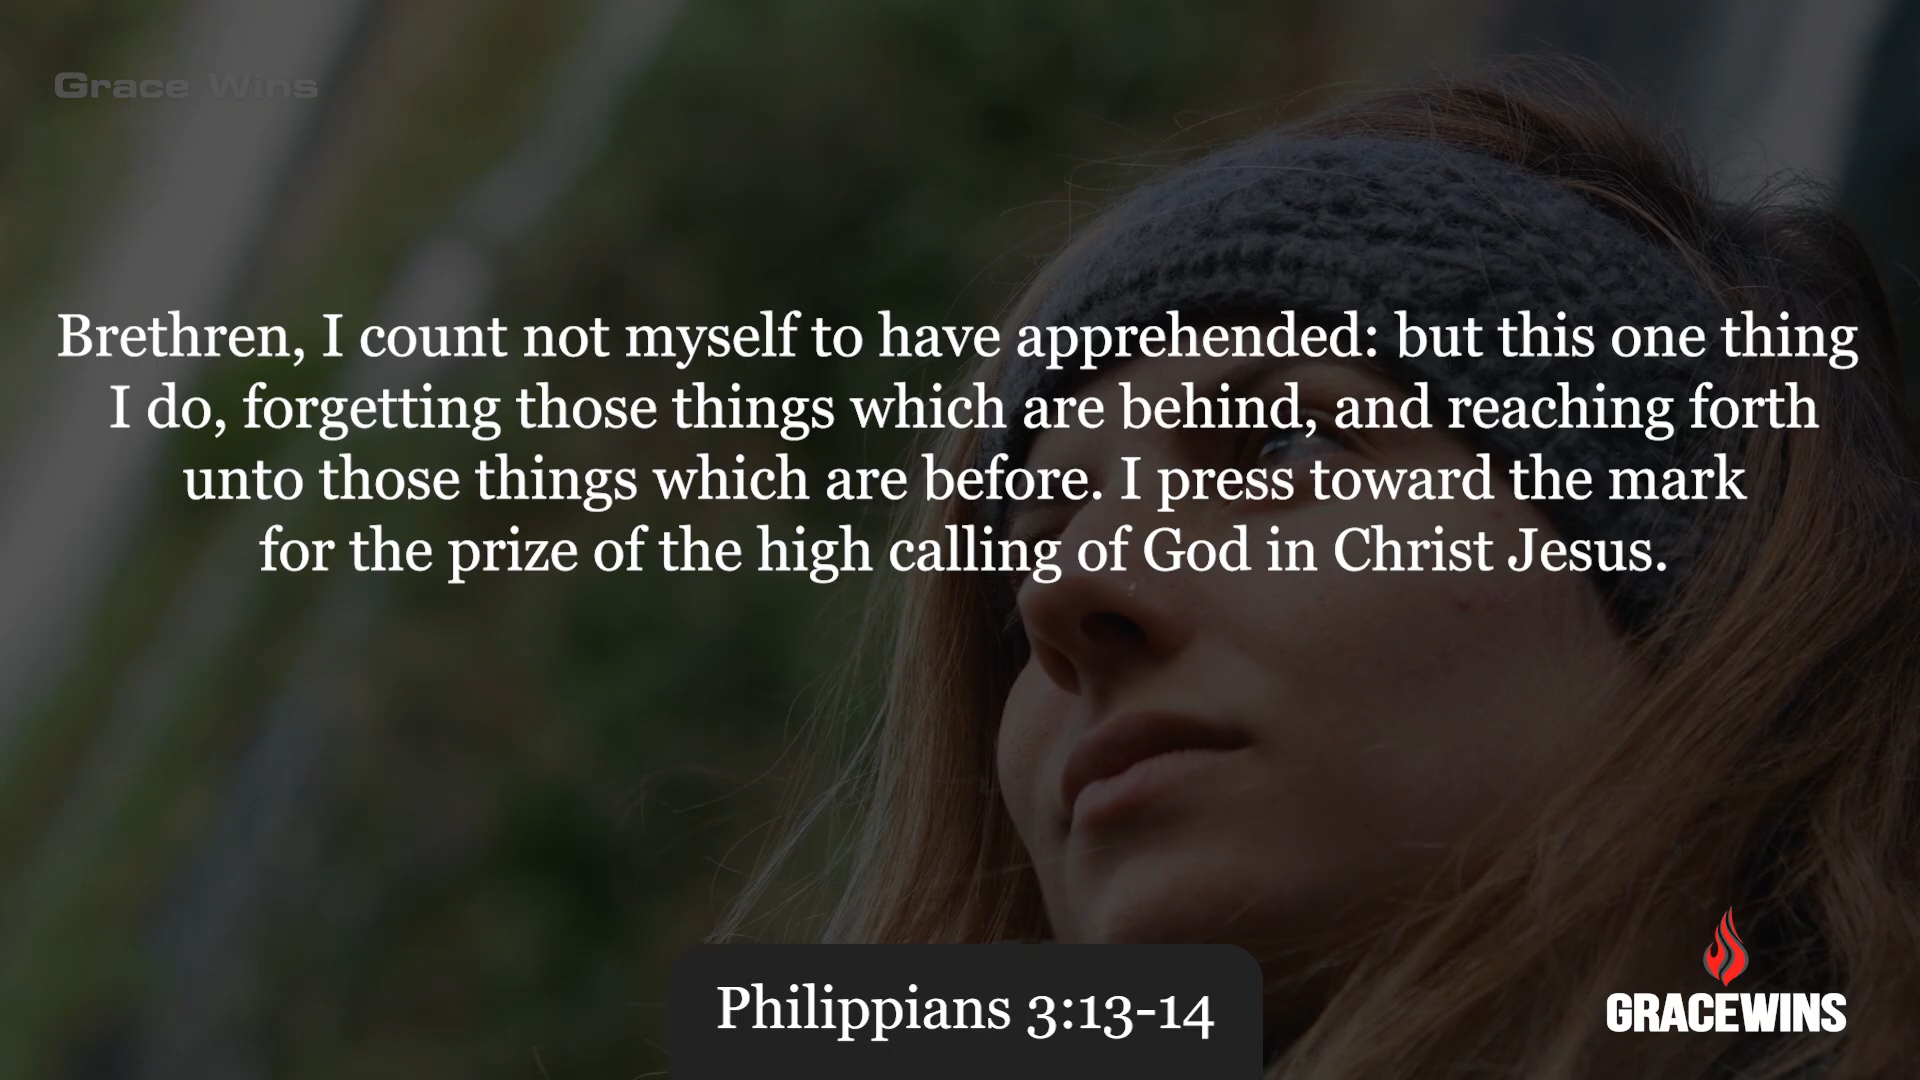 Grace Wins
Brethren, I count not myself to have apprehended: but this one thing
I do, forgetting those things which are behind, and reaching forth
unto those things which are before. I press toward the mark
for the prize of the high calling of God in Christ Jesus.
Philippians 3:13-14
GRACEWINS